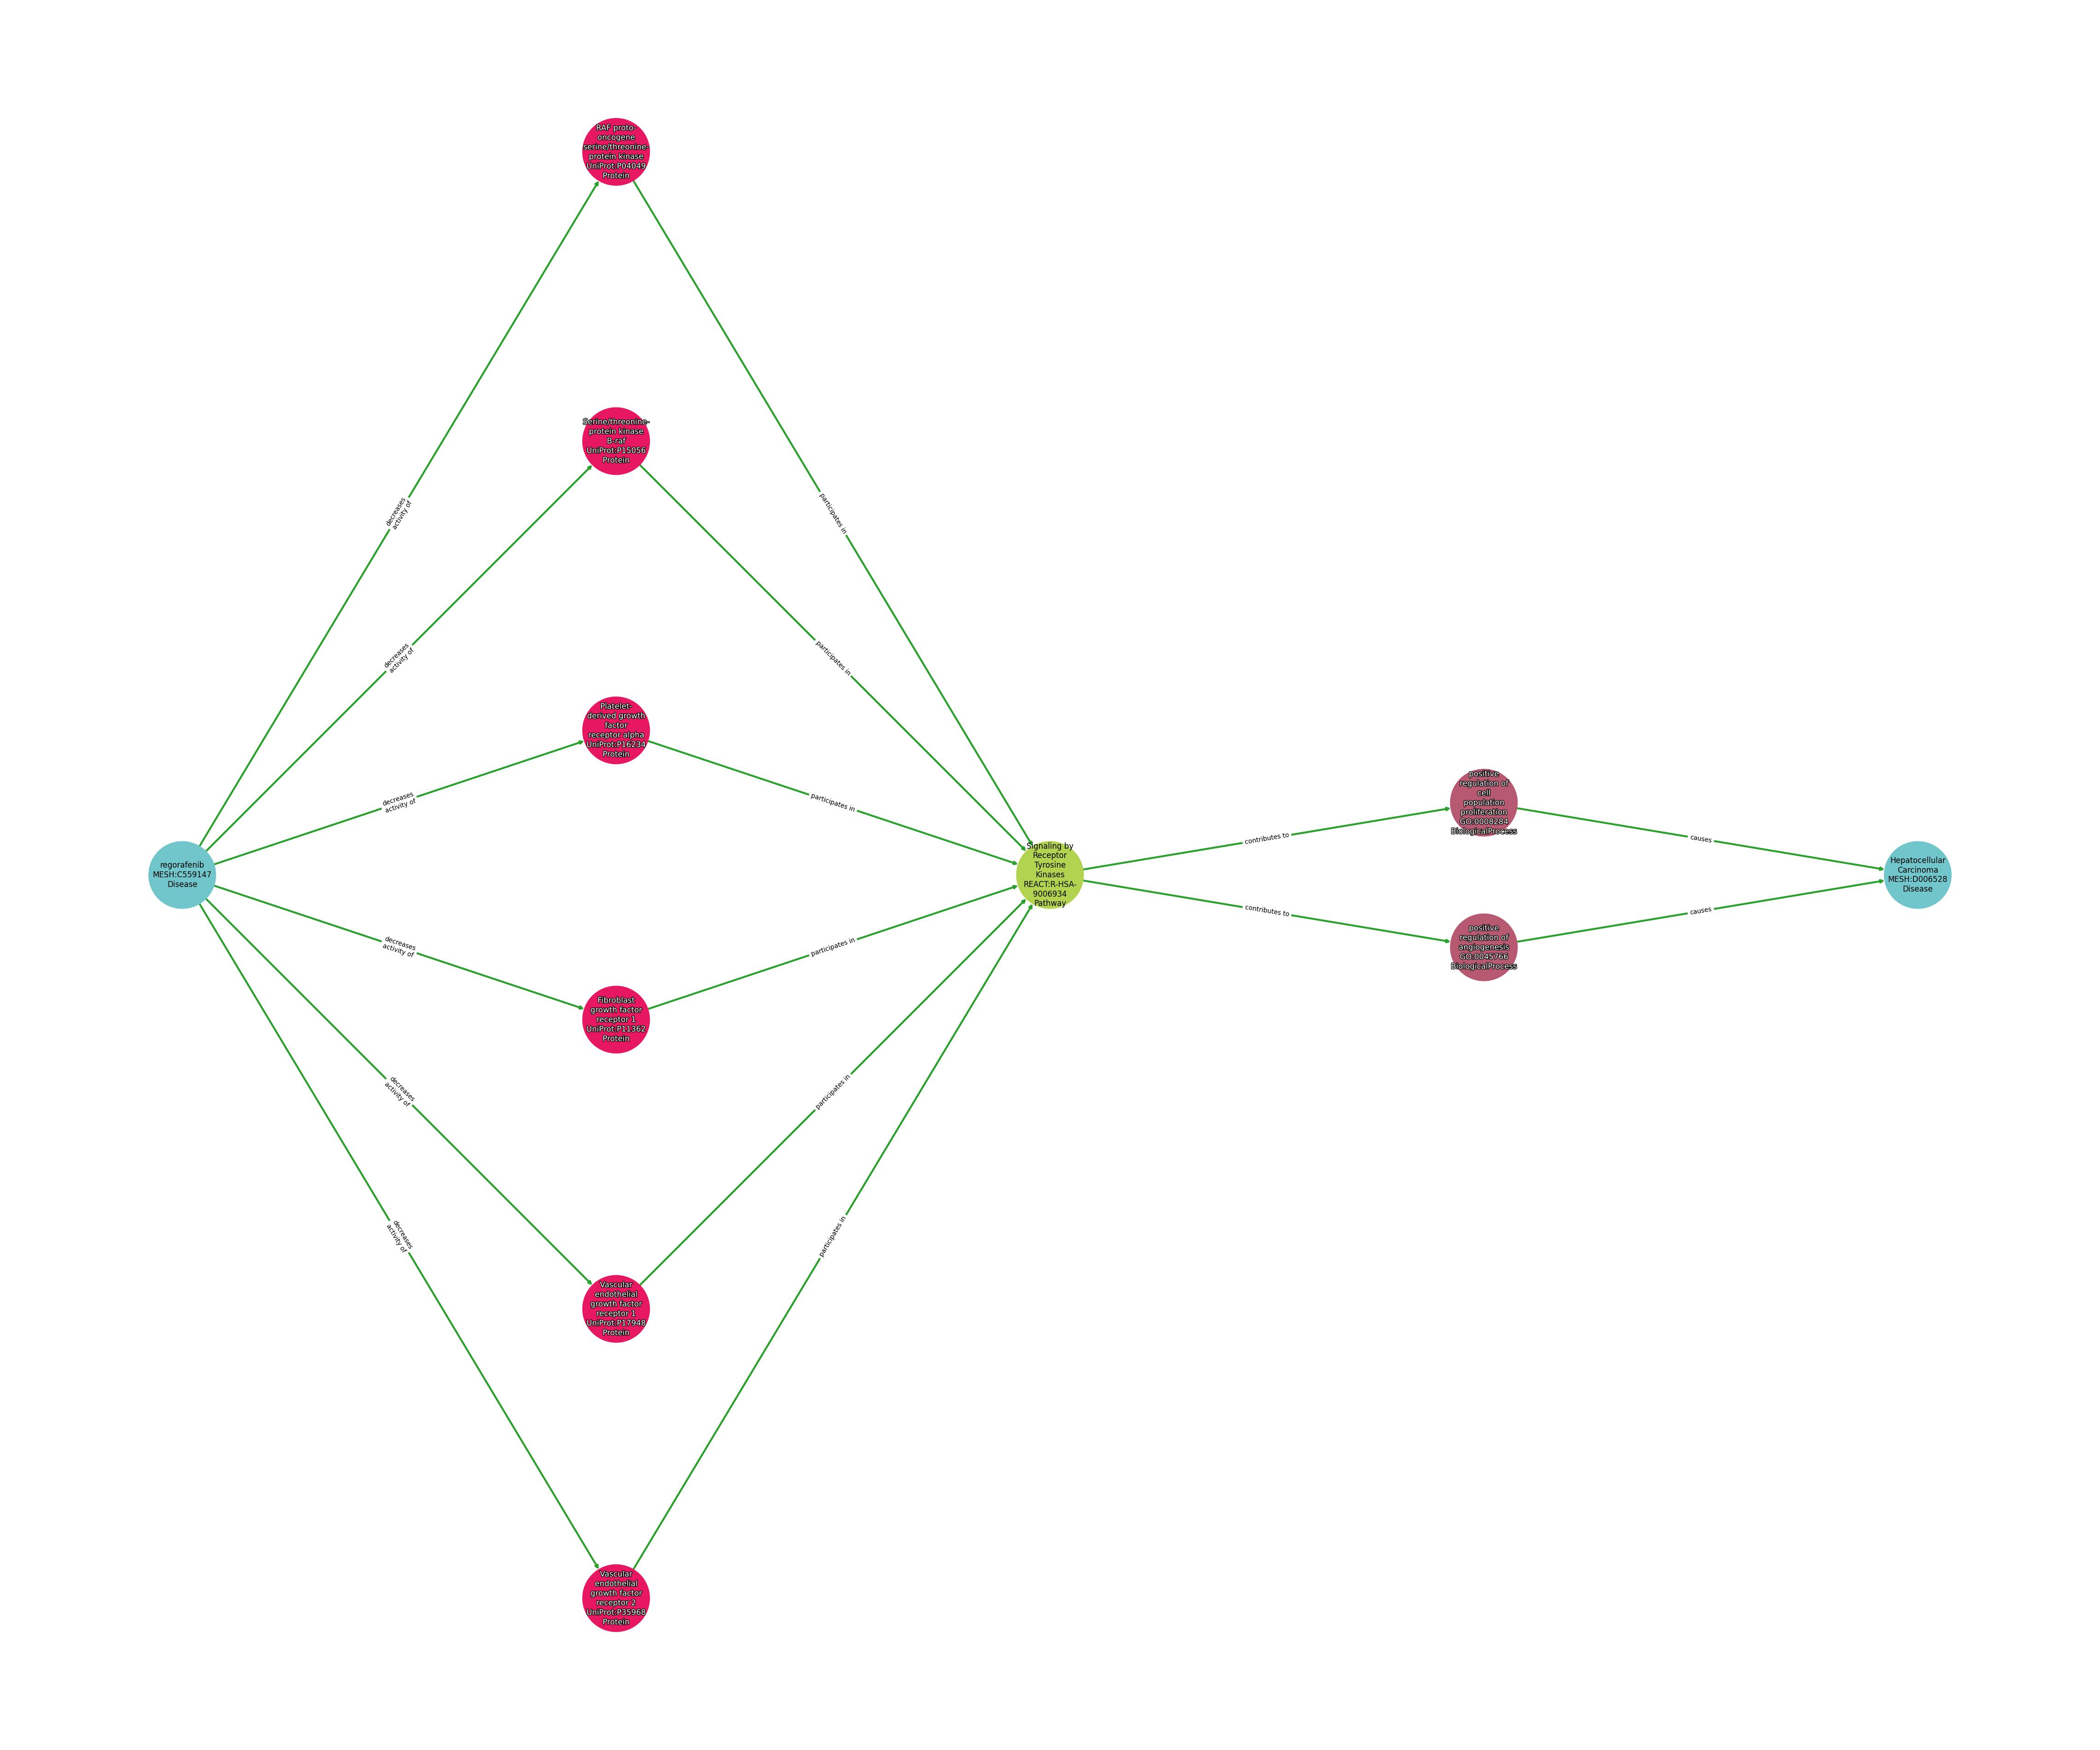 RAF proto-
oncogene
serine/threonine-
protein kinase
UniProt:P04049
Protein
Serine/threonine-
protein kinase
B-raf
UniProt:P15056
Protein
Platelet-
derived growth
factor
receptor alpha
UniProt:P16234
Protein
regorafenib
MESH:C559147
Disease
Fibroblast
growth factor
receptor 1
UniProt:P11362
Protein
Vascular
endothelial
growth factor
receptor 1
UniProt:P17948
Protein
Vascular
endothelial
growth factor
receptor 2
UniProt:P35968
Protein
decreases
activity of
decreases
activity of
decreases
activity of
decreases
activity of
decreases
activity of
decreases
activity of
participates in
participates in
participates in
participates in
participates in
participates in
Signaling by
Receptor
Tyrosine
Kinases
REACT:R-HSA-
9006934
Pathway
contributes to
contributes to
positive
regulation of
cell
population
proliferation
GO:0008284
BiologicalProcess
positive
regulation of
angiogenesis
GO:0045766
BiologicalProcess
causes
causes
Hepatocellular
Carcinoma
MESH:D006528
Disease